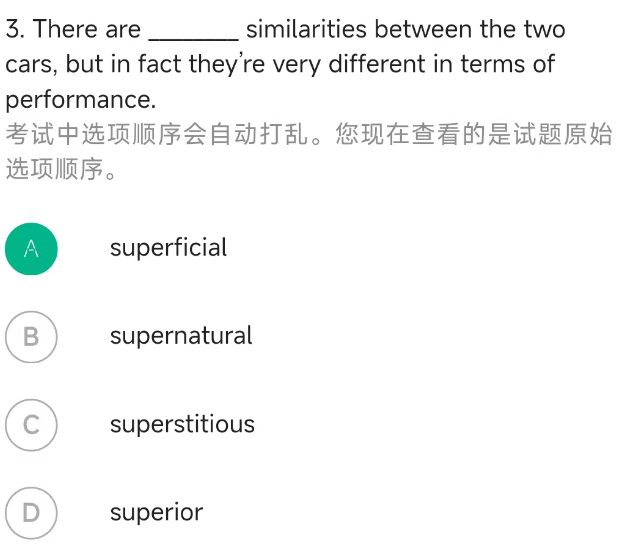 3. There are ________ similarities between the two
cars, but in fact they're very different in terms of
performance.
考试中选项顺序会自动打乱。您现在查看的是试题原始
选项顺序。
A superficial
B supernatural
C superstitious
D superior